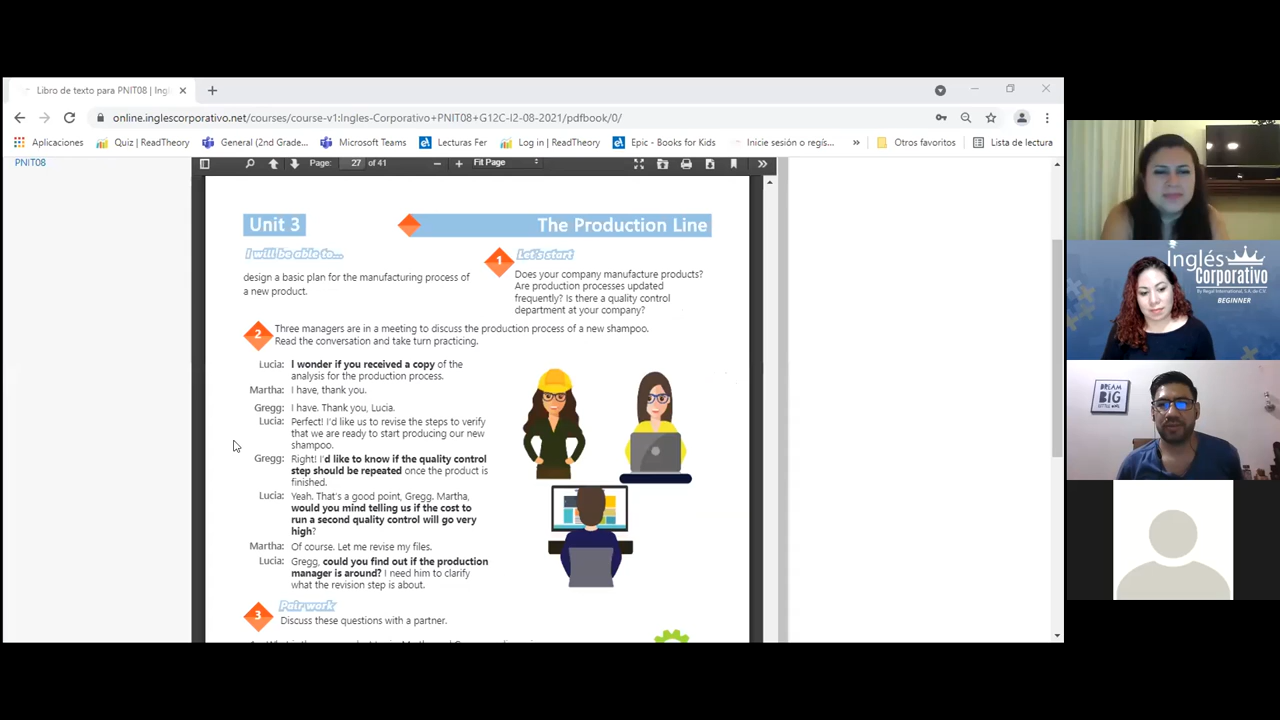 Libro de texto para PNIT08 | Ingl
online.inglescorporativo.net/courses/course-v1:Ingles-Corporativo+PNIT08+G12C-I2-08-2021/pdfbook/0/
Aplicaciones
Quiz | ReadTheory
General (2nd Grade...
Microsoft Teams
Lecturas Fer
Log in | ReadTheory
Epic - Books for Kids
Inicie sesión o regís...
Otros favoritos
Lista de lectura
PNIT08
Page: 27 of 41
Fit Page
Unit 3
The Production Line
I will be able to...
design a basic plan for the manufacturing process of
a new product.
1 Let's start
Does your company manufacture products?
Are production processes updated
frequently? Is there a quality control
department at your company?
2 Three managers are in a meeting to discuss the production process of a new shampoo.
Read the conversation and take turn practicing.
Lucia: I wonder if you received a copy of the
analysis for the production process.
Martha: I have, thank you.
Gregg: I have. Thank you, Lucia.
Lucia: Perfect! I'd like us to revise the steps to verify
that we are ready to start producing our new
shampoo.
Gregg: Right! I'd like to know if the quality control
step should be repeated once the product is
finished.
Lucia: Yeah. That's a good point, Gregg. Martha,
would you mind telling us if the cost to
run a second quality control will go very
high?
Martha: Of course. Let me revise my files.
Lucia: Gregg, could you find out if the production
manager is around? I need him to clarify
what the revision step is about.
3 Pair work
Discuss these questions with a partner.
Inglés
Corporativo
By Regal International, S.A. de C.V.
BEGINNER
DREAM
BIG